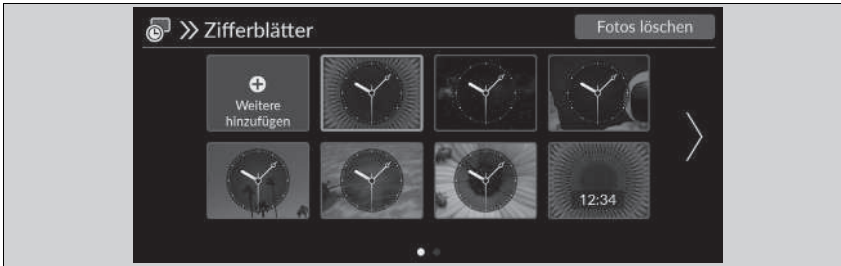 Zifferblätter
Fotos löschen
Weitere
hinzufügen
12:34